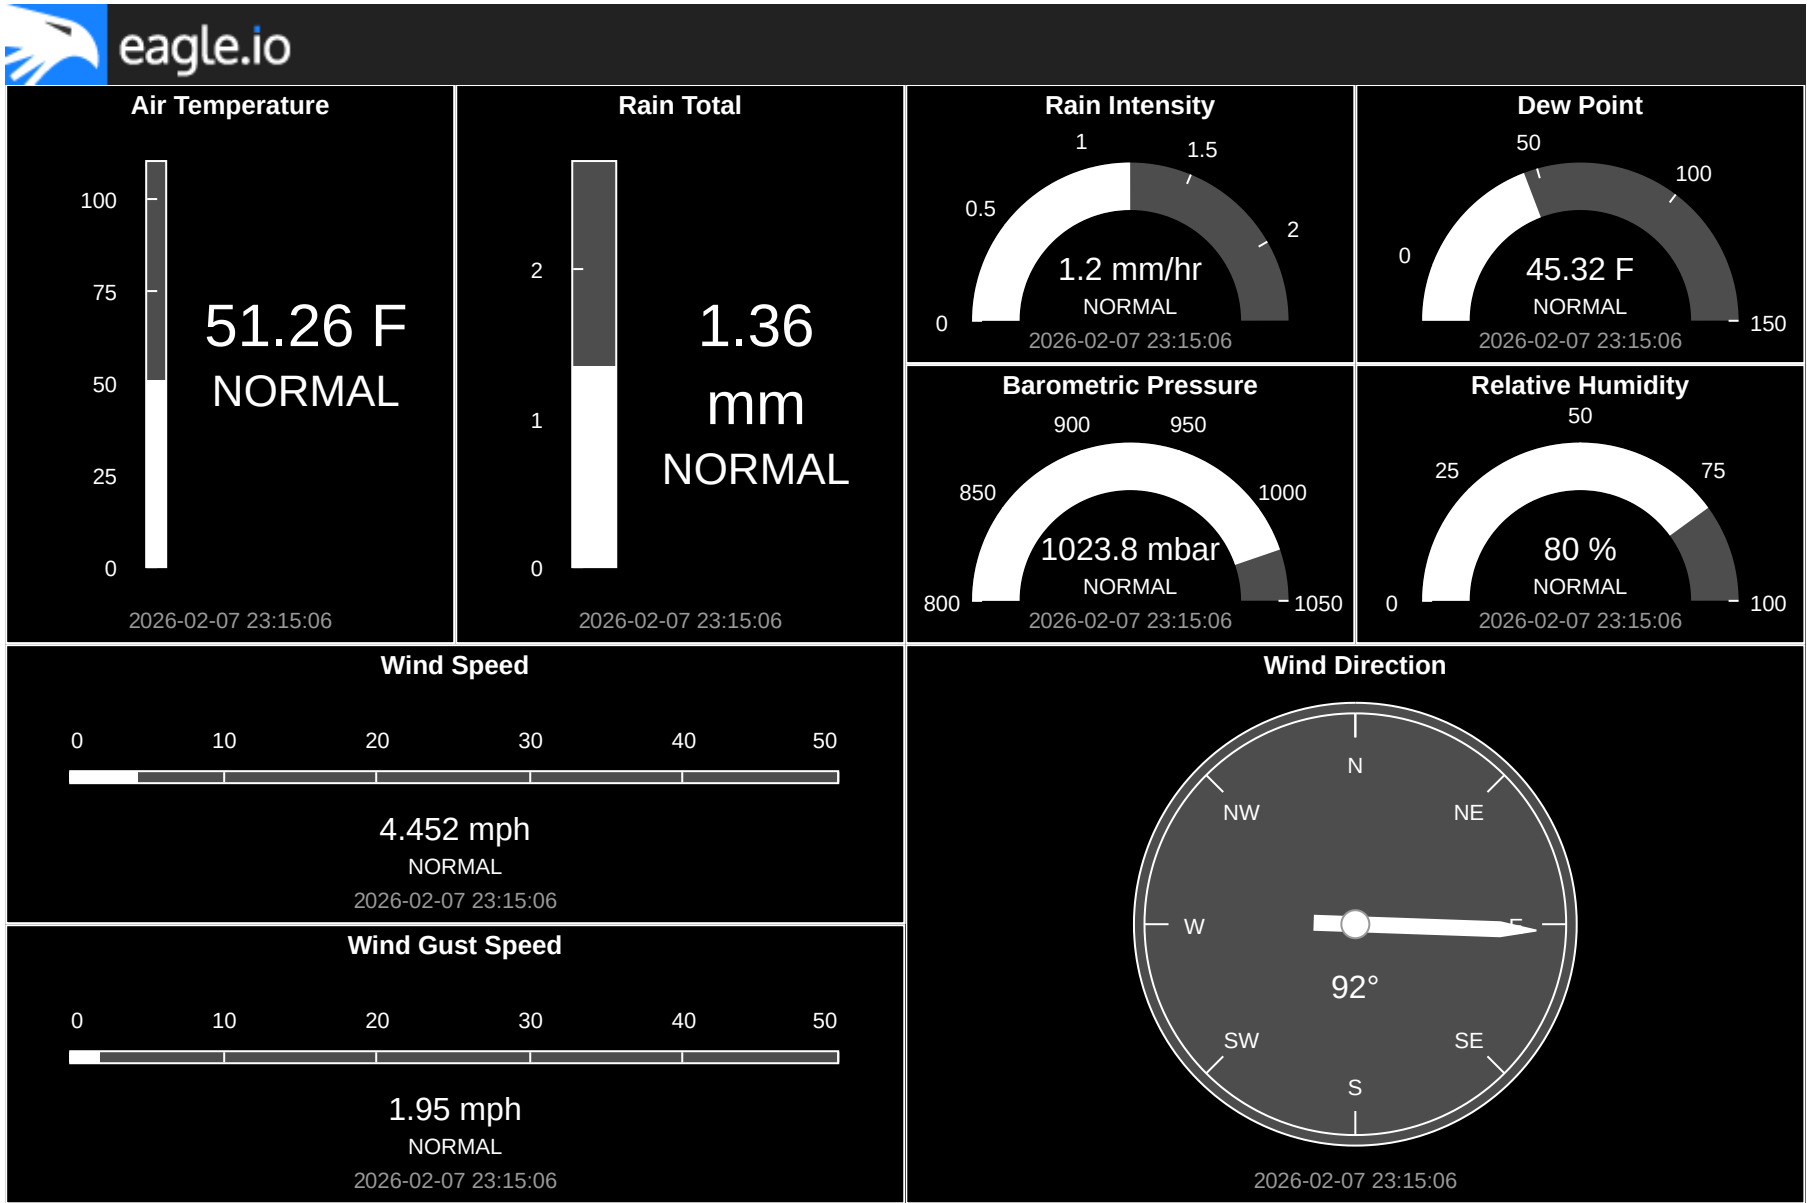 eagle.io
Air Temperature
100
75
50
25
0
51.26 F
NORMAL
2026-02-07 23:15:06
Rain Total
2
1
0
1.36
mm
NORMAL
2026-02-07 23:15:06
Rain Intensity
0
0.5
1
1.5
2
1.2 mm/hr
NORMAL
2026-02-07 23:15:06
Dew Point
0
50
100
150
45.32 F
NORMAL
2026-02-07 23:15:06
Barometric Pressure
800
850
900
950
1000
1050
1023.8 mbar
NORMAL
2026-02-07 23:15:06
Relative Humidity
0
25
50
75
100
80 %
NORMAL
2026-02-07 23:15:06
Wind Speed
0 10 20 30 40 50
4.452 mph
NORMAL
2026-02-07 23:15:06
Wind Gust Speed
0 10 20 30 40 50
1.95 mph
NORMAL
2026-02-07 23:15:06
Wind Direction
N
NW NE
W E
92°
SW SE
S
2026-02-07 23:15:06